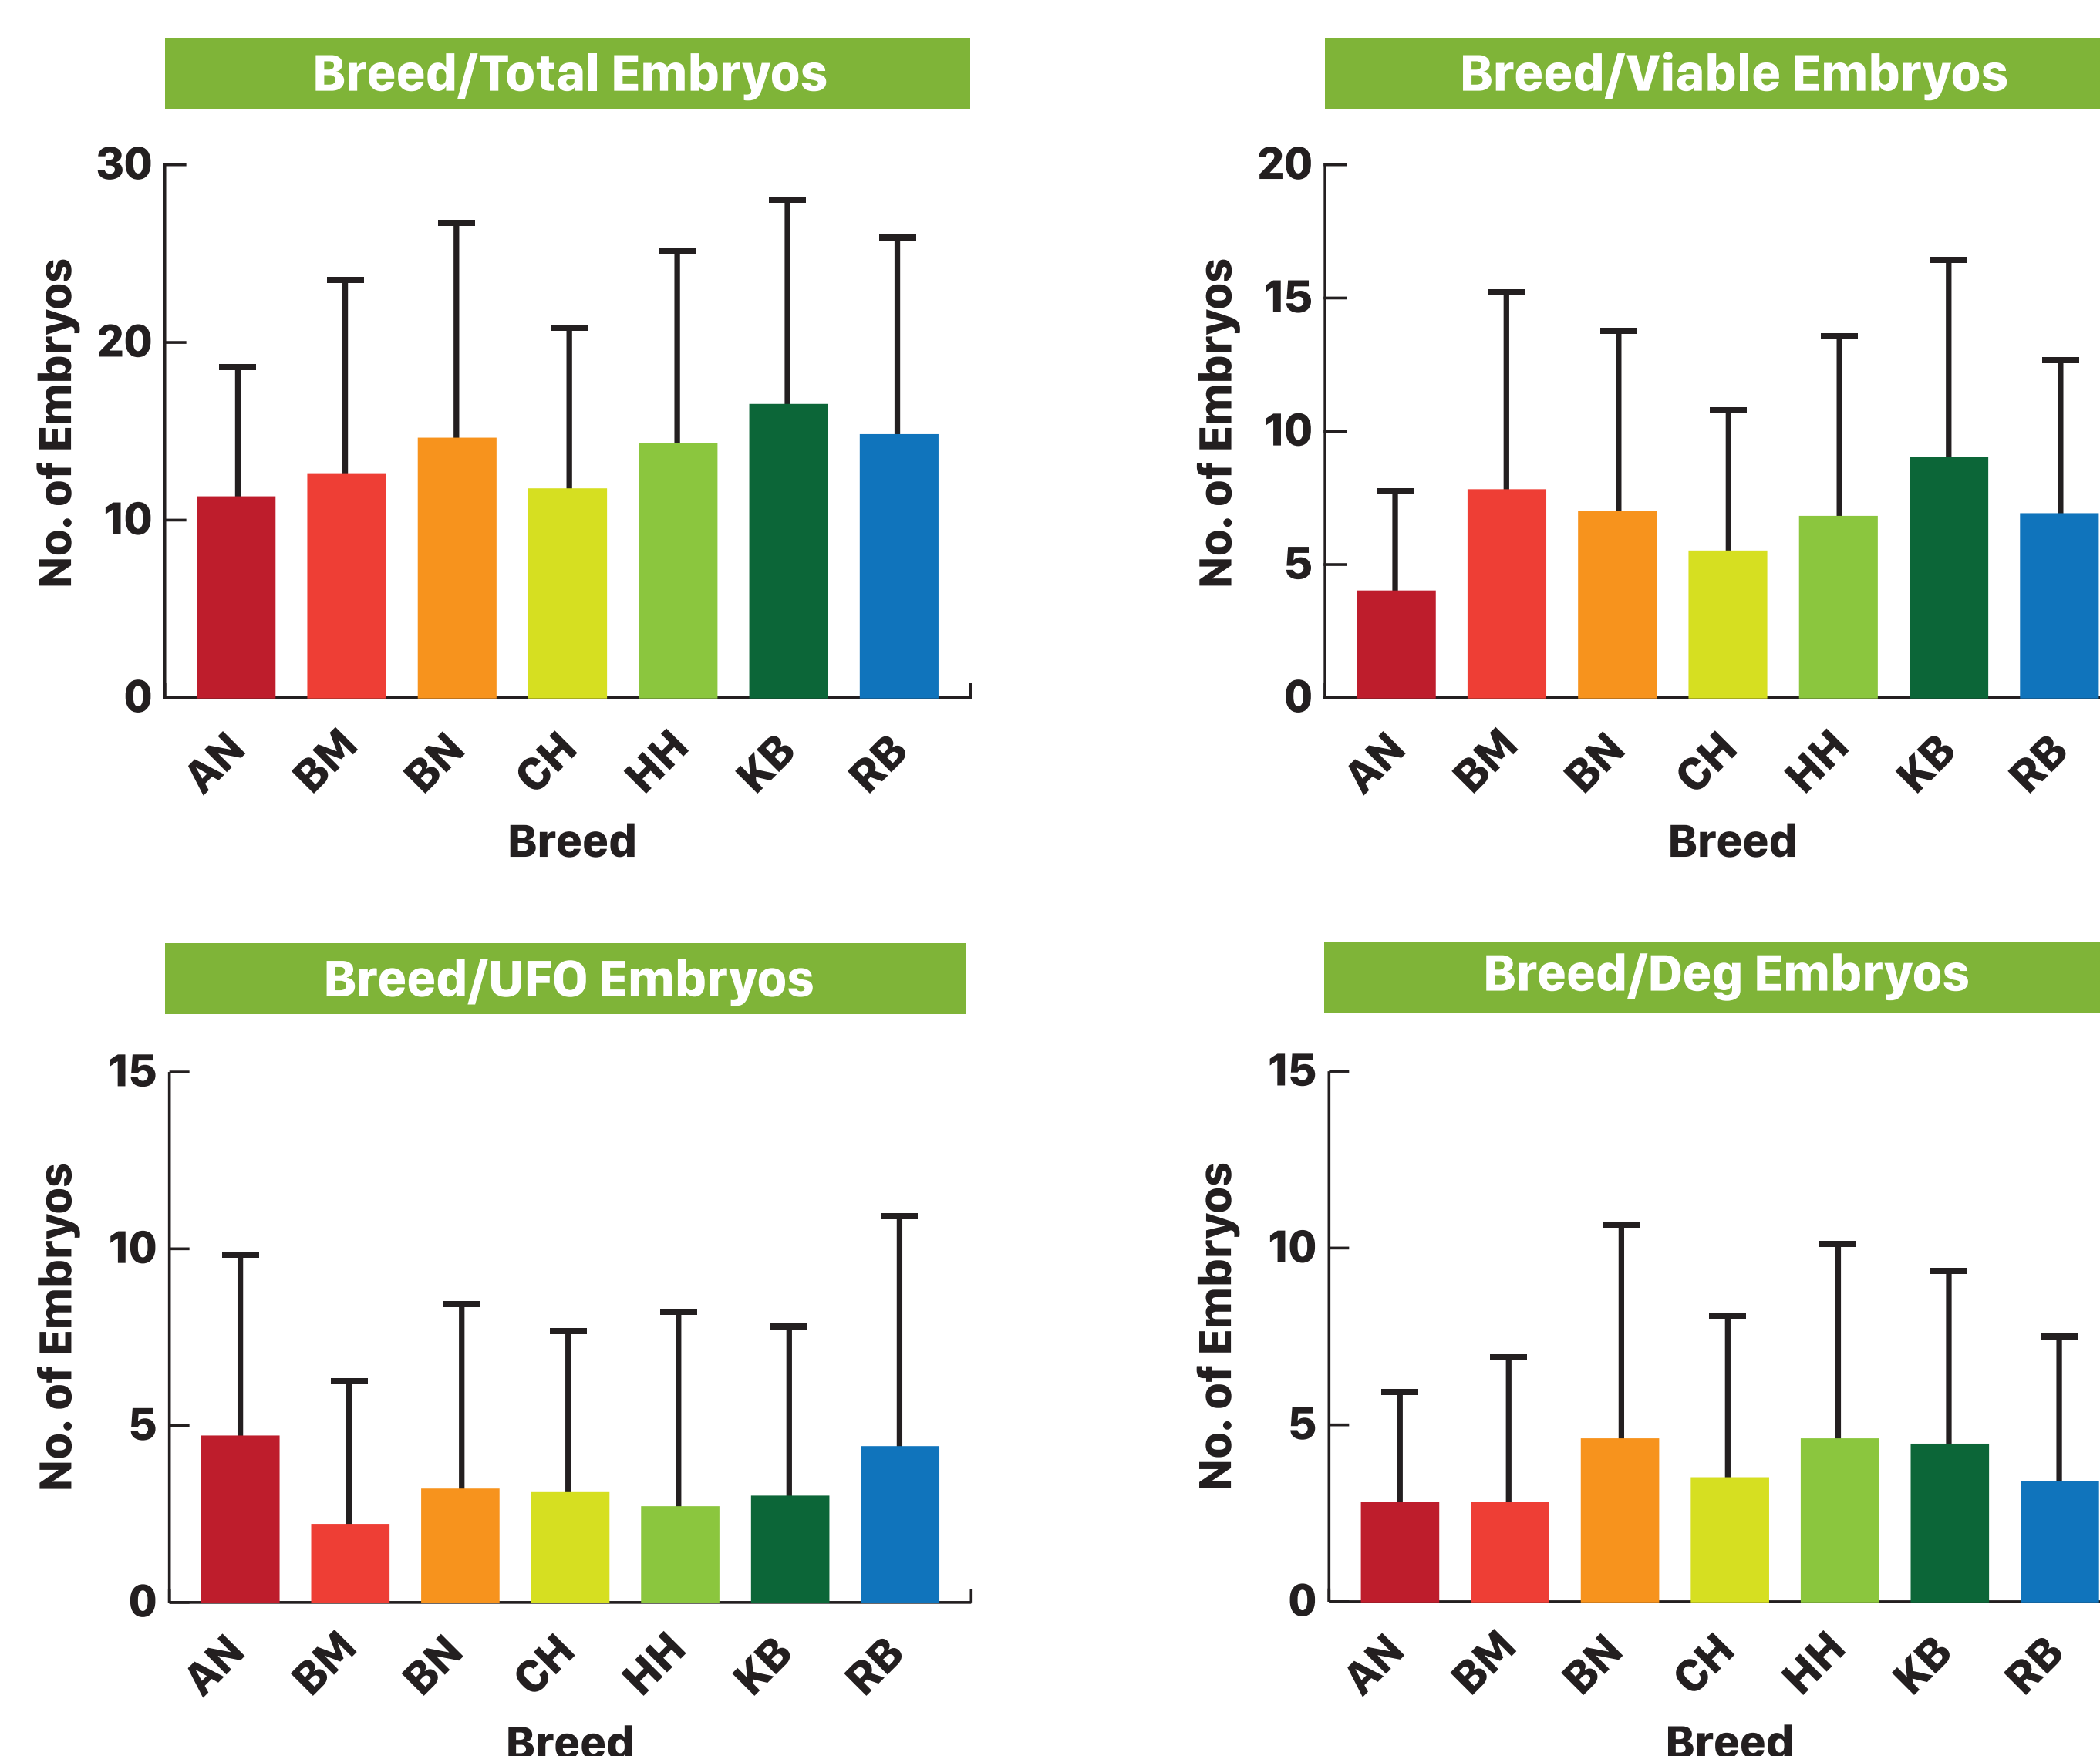 Breed/Total Embryos
No. of Embryos
30
20
10
0
AN BM BN CH HH KB RB
Breed
Breed/Viable Embryos
No. of Embryos
20
15
10
5
0
AN BM BN CH HH KB RB
Breed
Breed/UFO Embryos
No. of Embryos
15
10
5
0
AN BM BN CH HH KB RB
Breed
Breed/Deg Embryos
No. of Embryos
15
10
5
0
AN BM BN CH HH KB RB
Breed